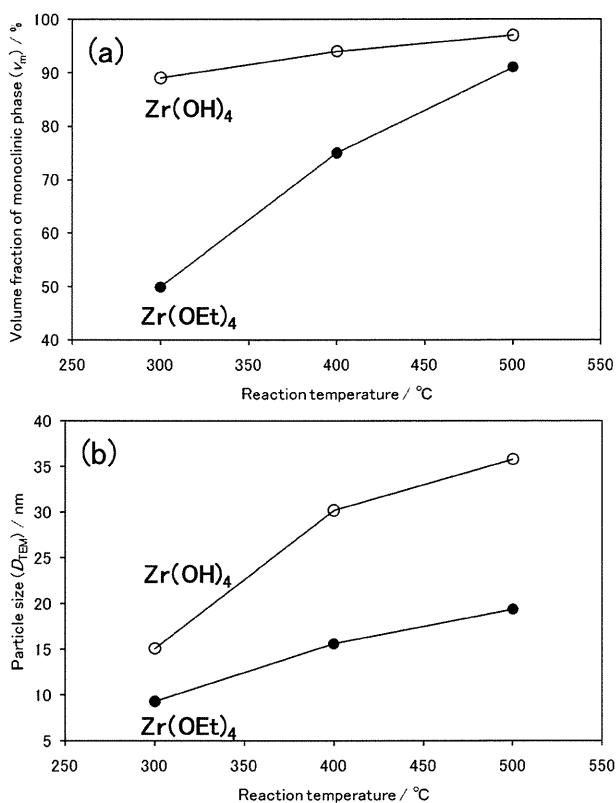 Volume fraction of monoclinic phase (vₘ) / %
100
90
80
70
60
50
40
(a)
Zr(OH)₄
Zr(OEt)₄
250 300 350 400 450 500 550
Reaction temperature / °C
Particle size (D_TEM) / nm
40
35
30
25
20
15
10
5
(b)
Zr(OH)₄
Zr(OEt)₄
250 300 350 400 450 500 550
Reaction temperature / °C